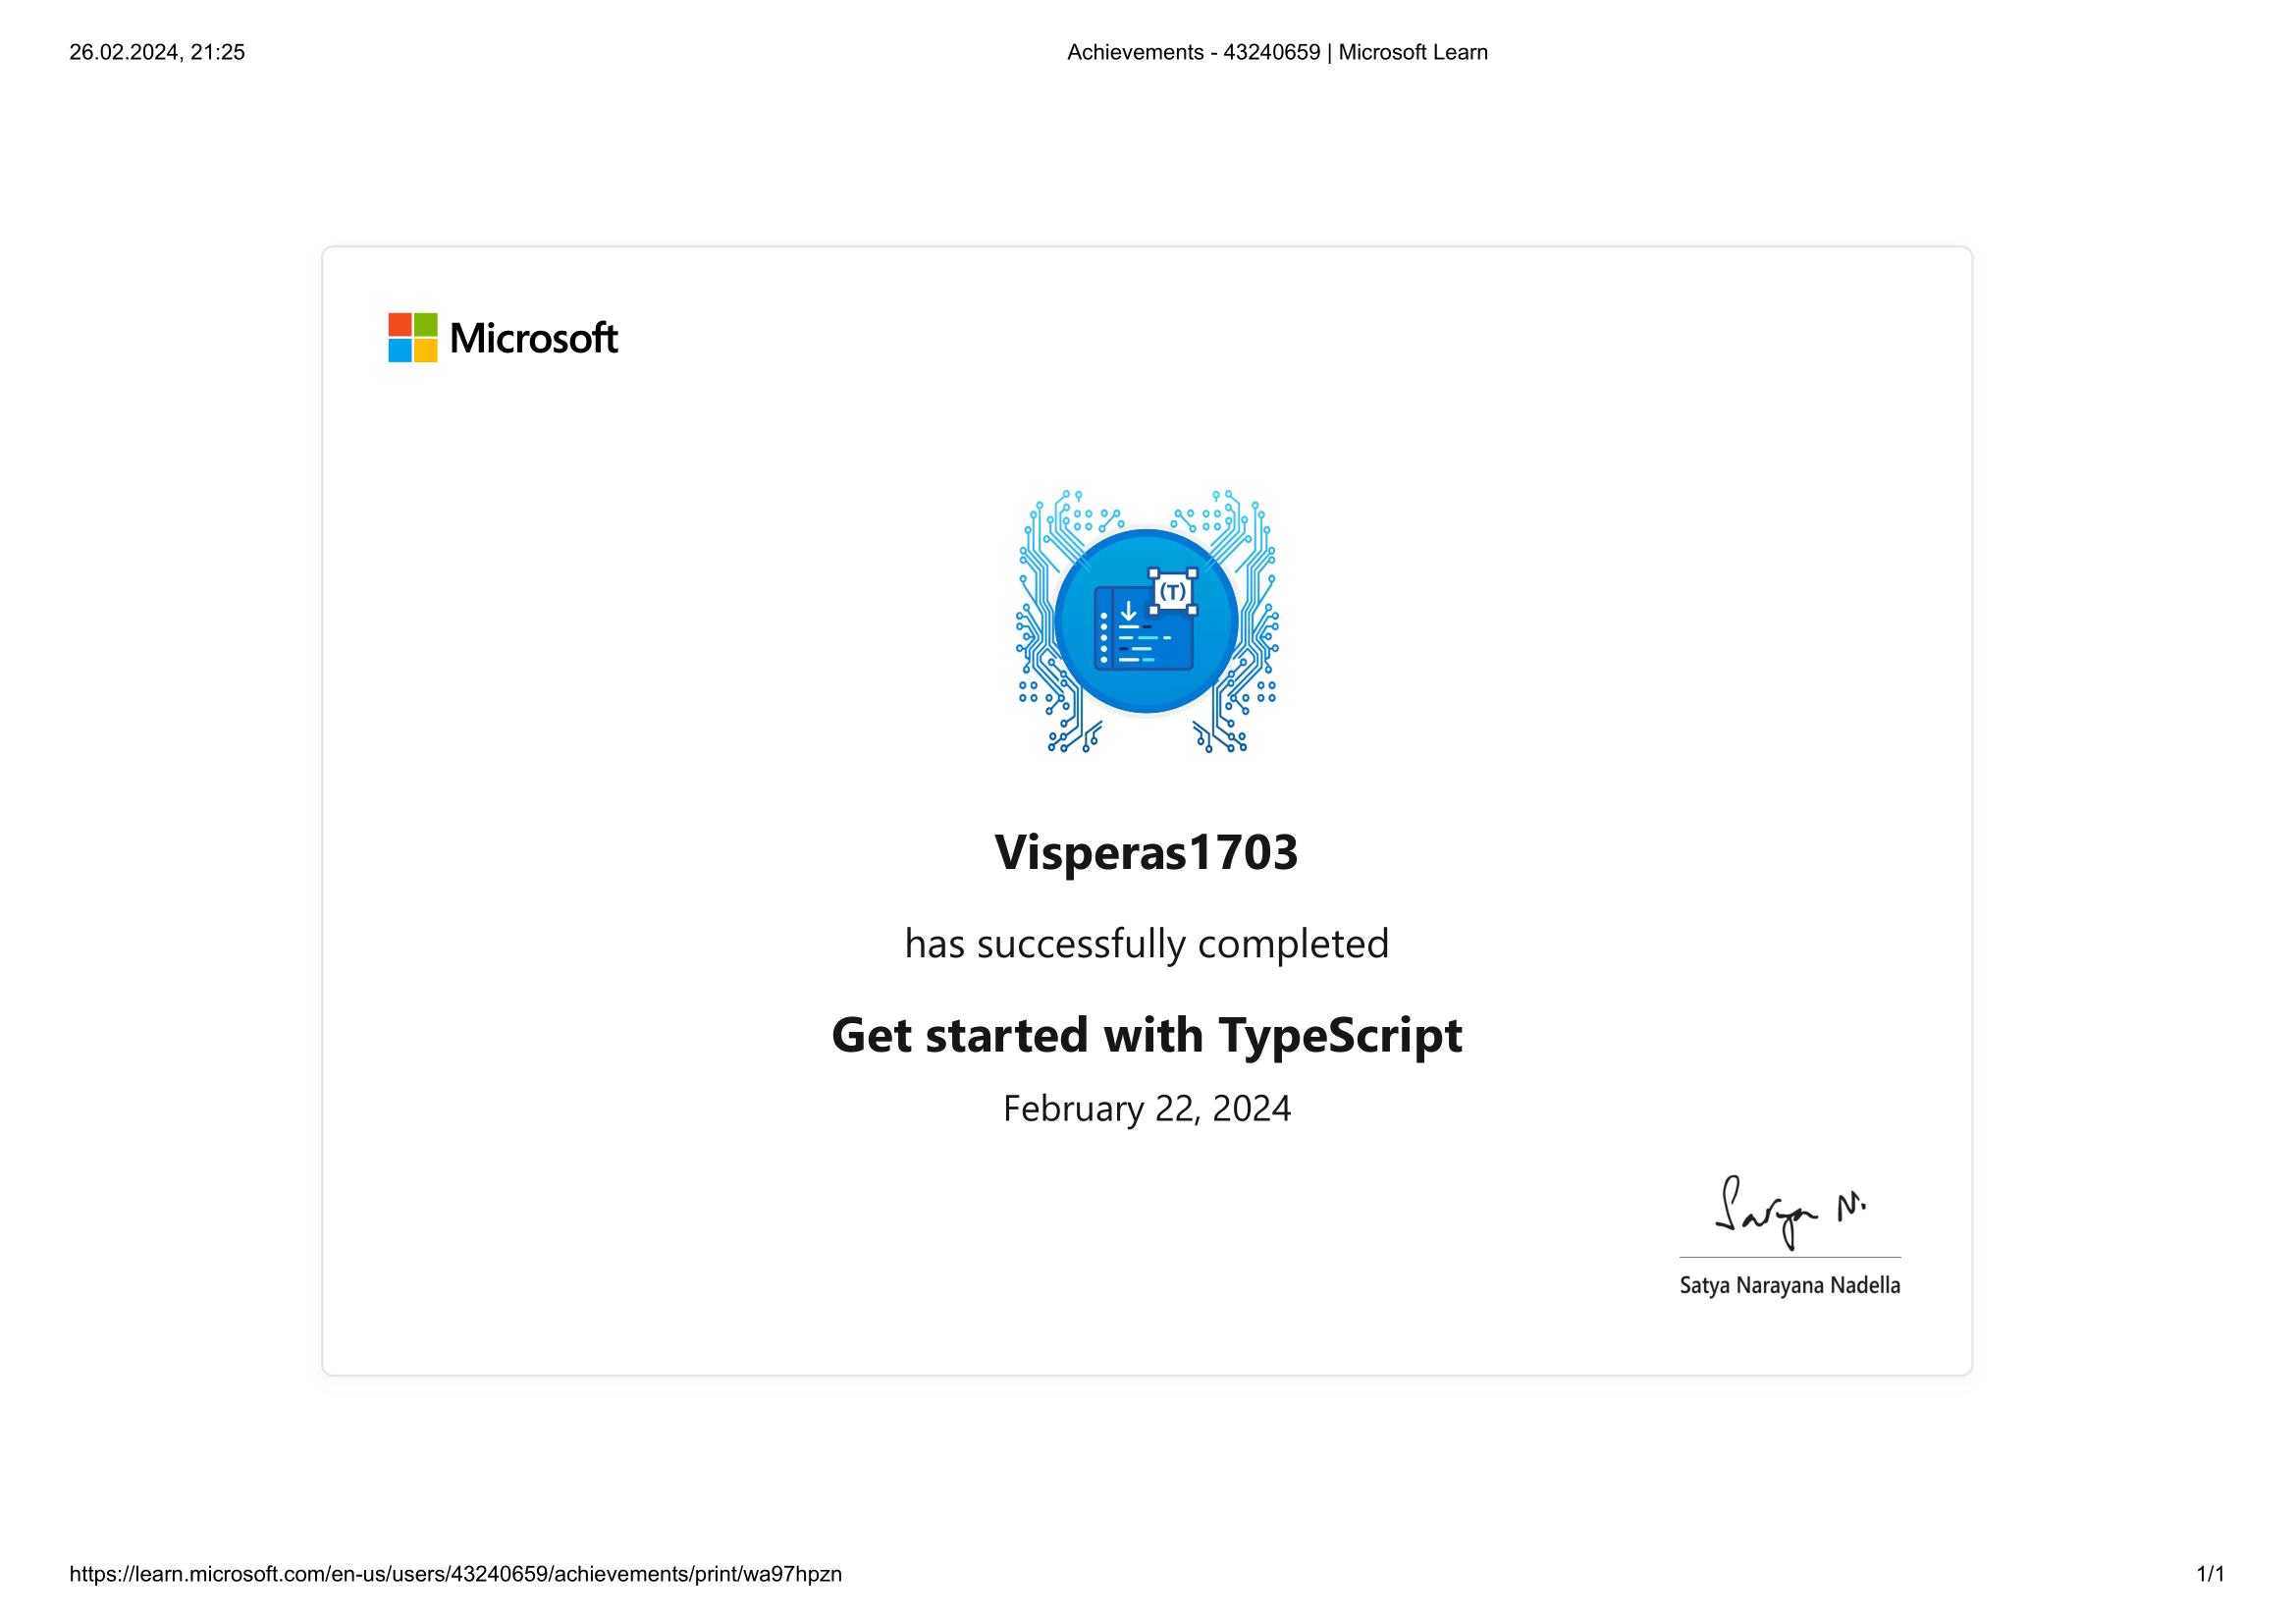 26.02.2024, 21:25
Achievements - 43240659 | Microsoft Learn
Microsoft
(T)
Visperas1703
has successfully completed
Get started with TypeScript
February 22, 2024
Satya N.
Satya Narayana Nadella
https://learn.microsoft.com/en-us/users/43240659/achievements/print/wa97hpzn
1/1